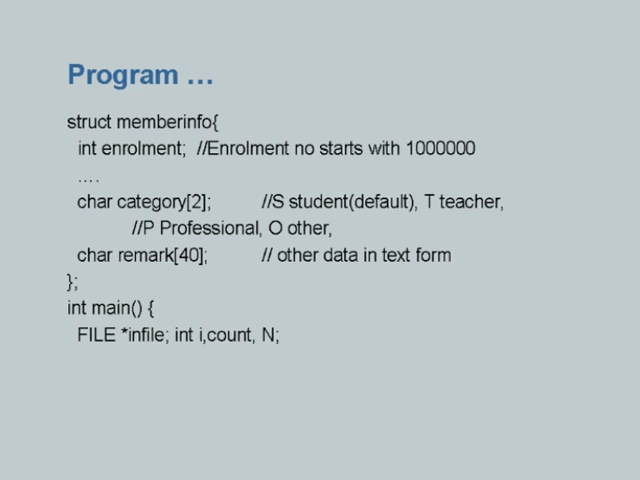 Program …
struct memberinfo{
int enrolment; //Enrolment no starts with 1000000
….
char category[2]; //S student(default), T teacher,
//P Professional, O other,
char remark[40]; // other data in text form
};
int main() {
FILE *infile; int i,count, N;